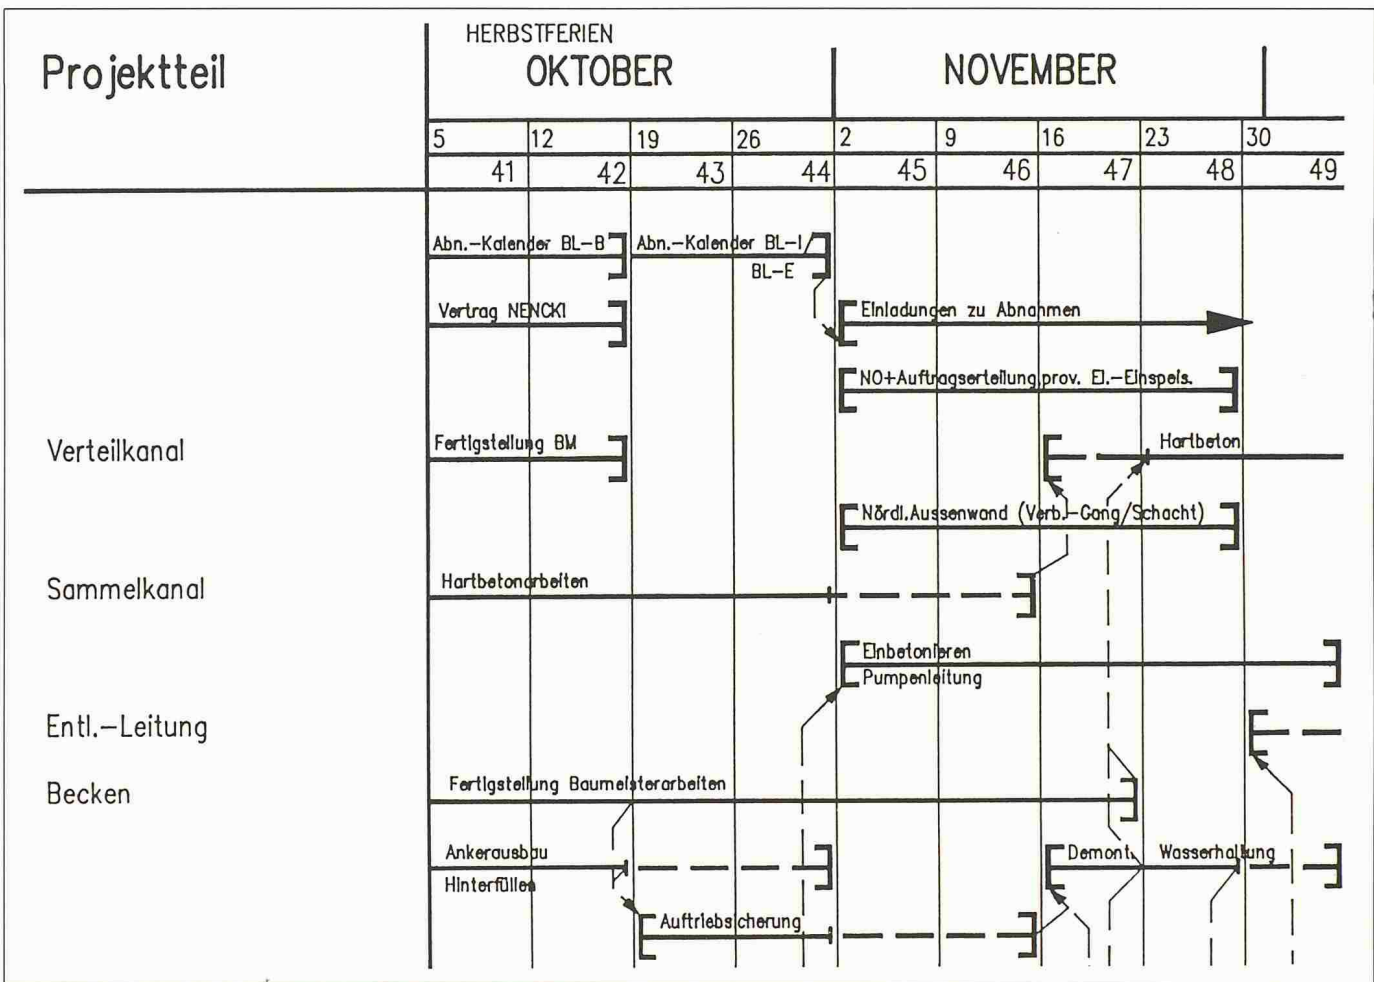 HERBSTFERIEN
Projektteil
OKTOBER
NOVEMBER
5 12 19 26 2 9 16 23 30
41 42 43 44 45 46 47 48 49
Abn.-Kalender BL-B
Abn.-Kalender BL-I
BL-E
Vertrag NENCKI
Einladungen zu Abnahmen
NO+Auftragserteilung,prov. El.-Einspeis.
Verteilkanal
Fertigstellung BM
Hartbeton
Nördl.Aussenwand (Verb.-Gang/Schacht)
Sammelkanal
Hartbetonarbeiten
Einbetonieren
Pumpenleitung
Entl.-Leitung
Becken
Fertigstellung Baumeisterarbeiten
Ankerausbau
Hinterfüllen
Demont. Wasserhaltung
Auftriebsicherung